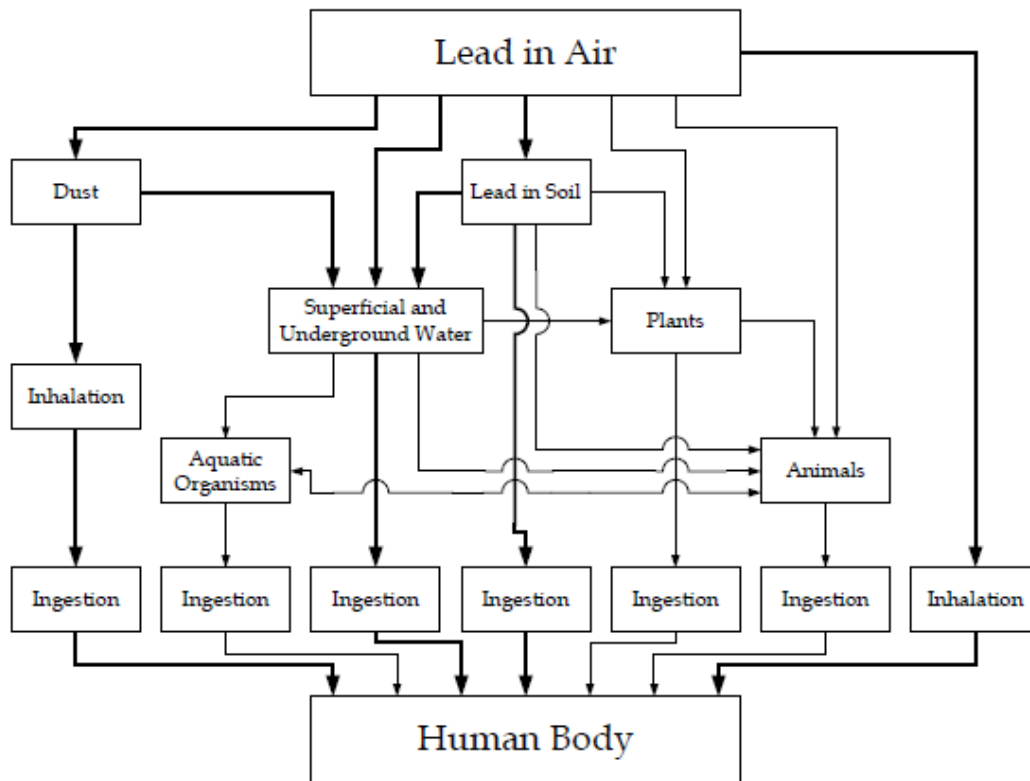 Lead in Air
Dust
Lead in Soil
Superficial and
Underground Water
Plants
Inhalation
Aquatic
Organisms
Animals
Ingestion
Ingestion
Ingestion
Ingestion
Ingestion
Ingestion
Inhalation
Human Body